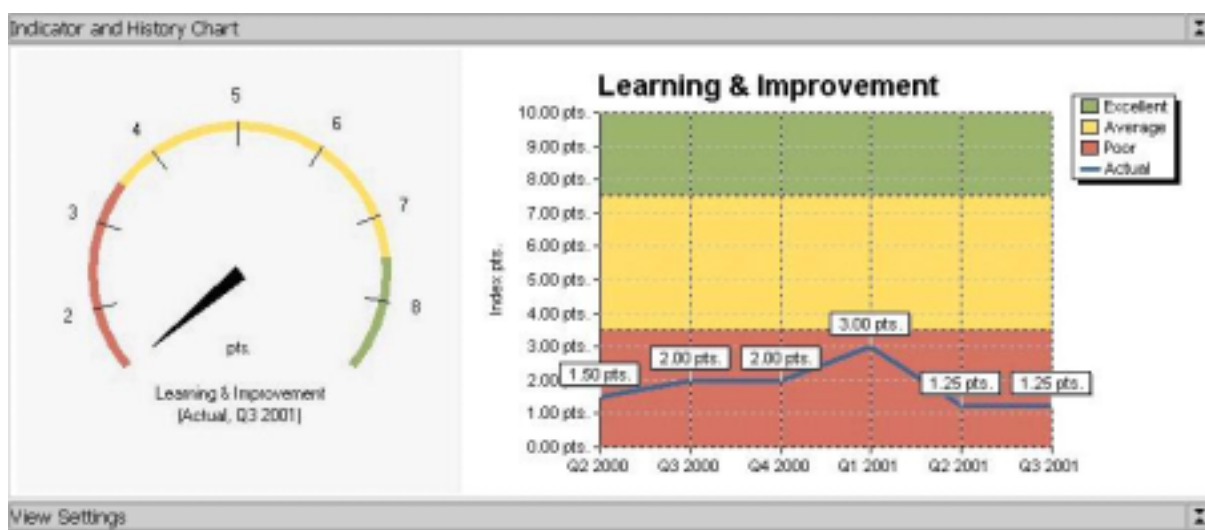 Indicator and History Chart
5
4
6
3
7
2
8
pts.
Learning & Improvement
(Actual, Q3 2001)
Learning & Improvement
Excellent
Average
Poor
Actual
Index pts.
10.00 pts.
9.00 pts.
8.00 pts.
7.00 pts.
6.00 pts.
5.00 pts.
4.00 pts.
3.00 pts.
2.00
1.00 pts.
0.00 pts.
1.50 pts.
2.00 pts.
2.00 pts.
3.00 pts.
1.25 pts.
1.25 pts.
Q2 2000
Q3 2000
Q4 2000
Q1 2001
Q2 2001
Q3 2001
View Settings